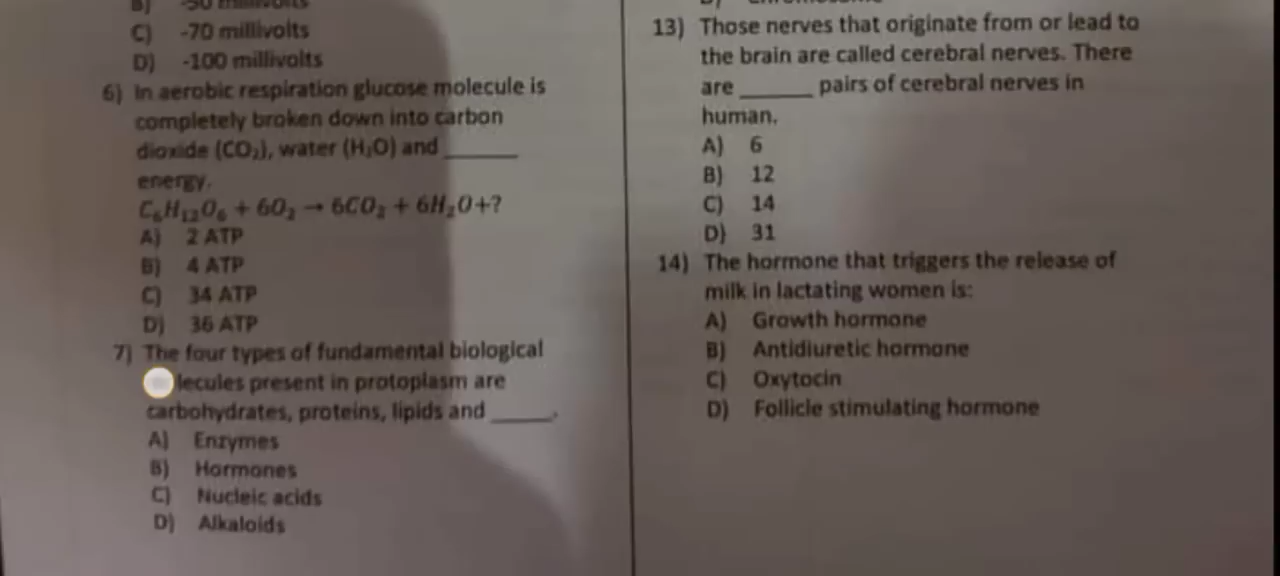 C) -70 millivolts
D) -100 millivolts
6) In aerobic respiration glucose molecule is
completely broken down into carbon
dioxide (CO₂), water (H₂O) and ______
energy.
C₆H₁₂O₆ + 6O₂ → 6CO₂ + 6H₂O+?
A) 2 ATP
B) 4 ATP
C) 34 ATP
D) 36 ATP
7) The four types of fundamental biological
lecules present in protoplasm are
carbohydrates, proteins, lipids and _____.
A) Enzymes
B) Hormones
C) Nucleic acids
D) Alkaloids
13) Those nerves that originate from or lead to
the brain are called cerebral nerves. There
are ______ pairs of cerebral nerves in
human.
A) 6
B) 12
C) 14
D) 31
14) The hormone that triggers the release of
milk in lactating women is:
A) Growth hormone
B) Antidiuretic hormone
C) Oxytocin
D) Follicle stimulating hormone